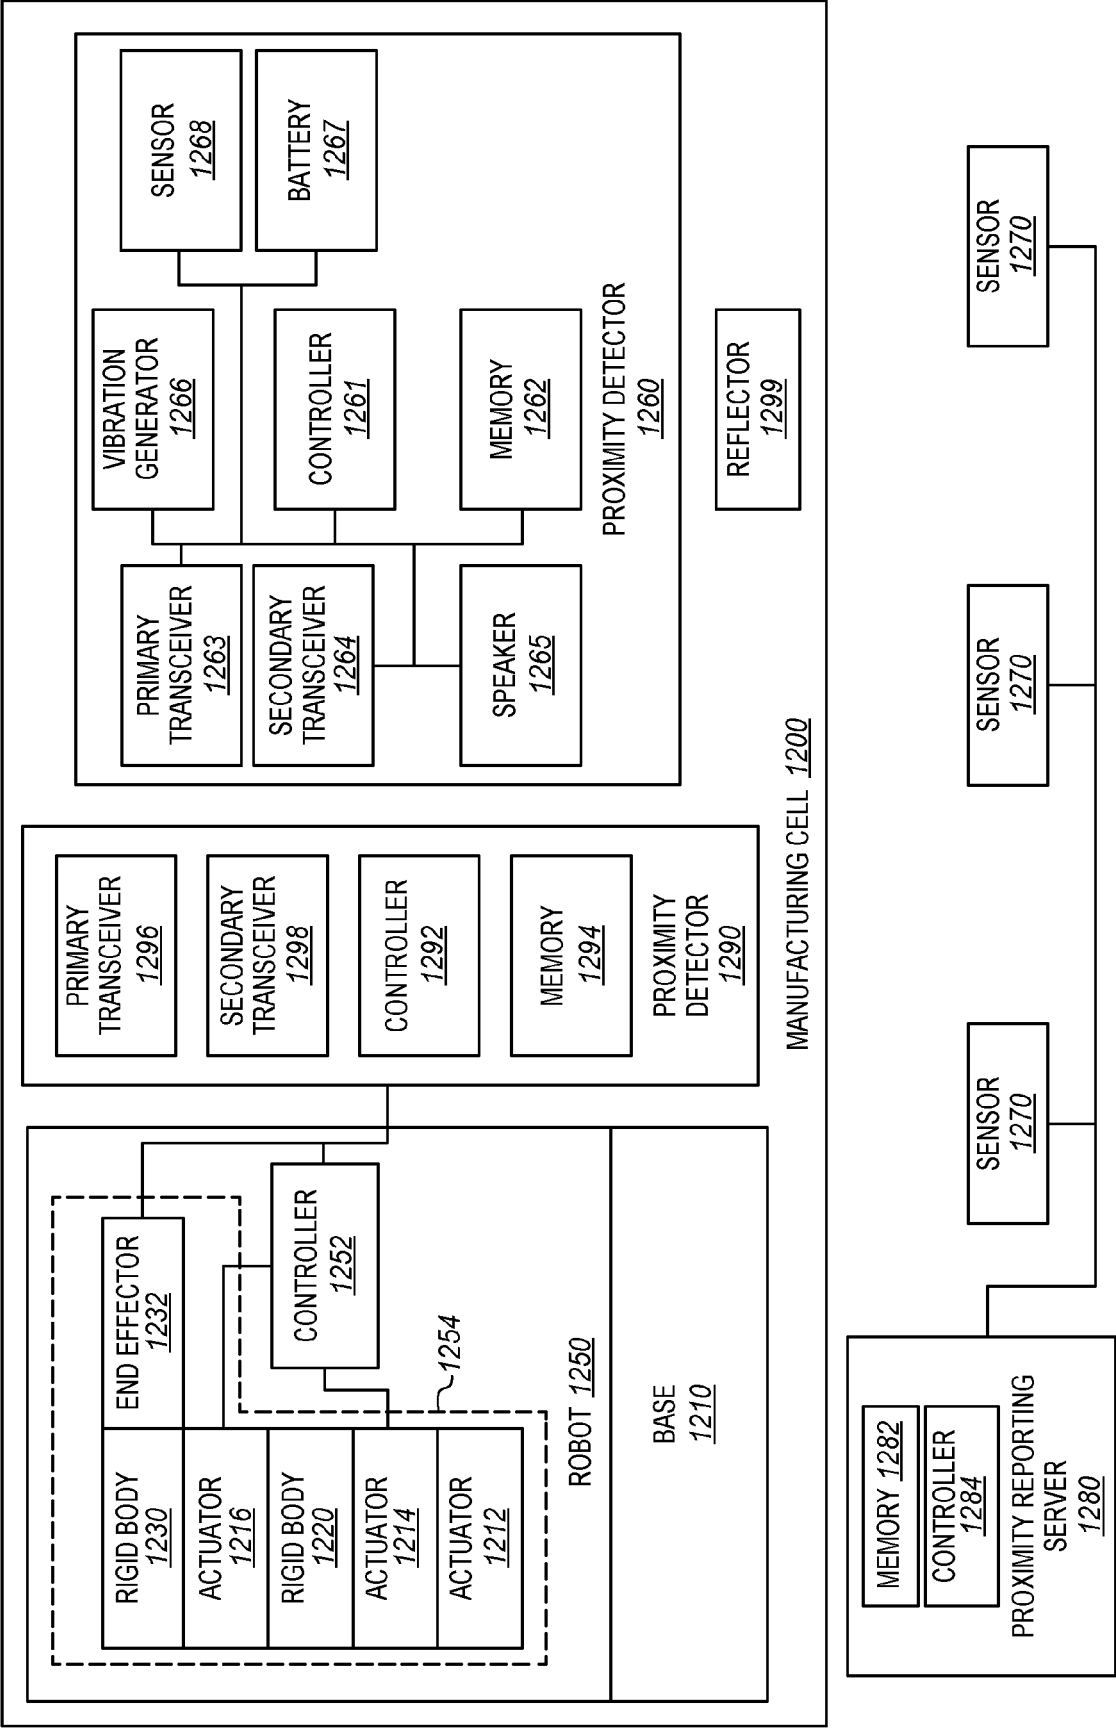 RIGID BODY
1230
END EFFECTOR
1232
ACTUATOR
1216
RIGID BODY
1220
ACTUATOR
1214
ACTUATOR
1212
CONTROLLER
1252
1254
ROBOT 1250
BASE
1210
PRIMARY
TRANSCEIVER
1296
SECONDARY
TRANSCEIVER
1298
CONTROLLER
1292
MEMORY
1294
PROXIMITY
DETECTOR
1290
PRIMARY
TRANSCEIVER
1263
SECONDARY
TRANSCEIVER
1264
SPEAKER
1265
VIBRATION
GENERATOR
1266
CONTROLLER
1261
MEMORY
1262
SENSOR
1268
BATTERY
1267
PROXIMITY DETECTOR
1260
REFLECTOR
1299
MANUFACTURING CELL 1200
MEMORY 1282
CONTROLLER
1284
PROXIMITY REPORTING
SERVER
1280
SENSOR
1270
SENSOR
1270
SENSOR
1270